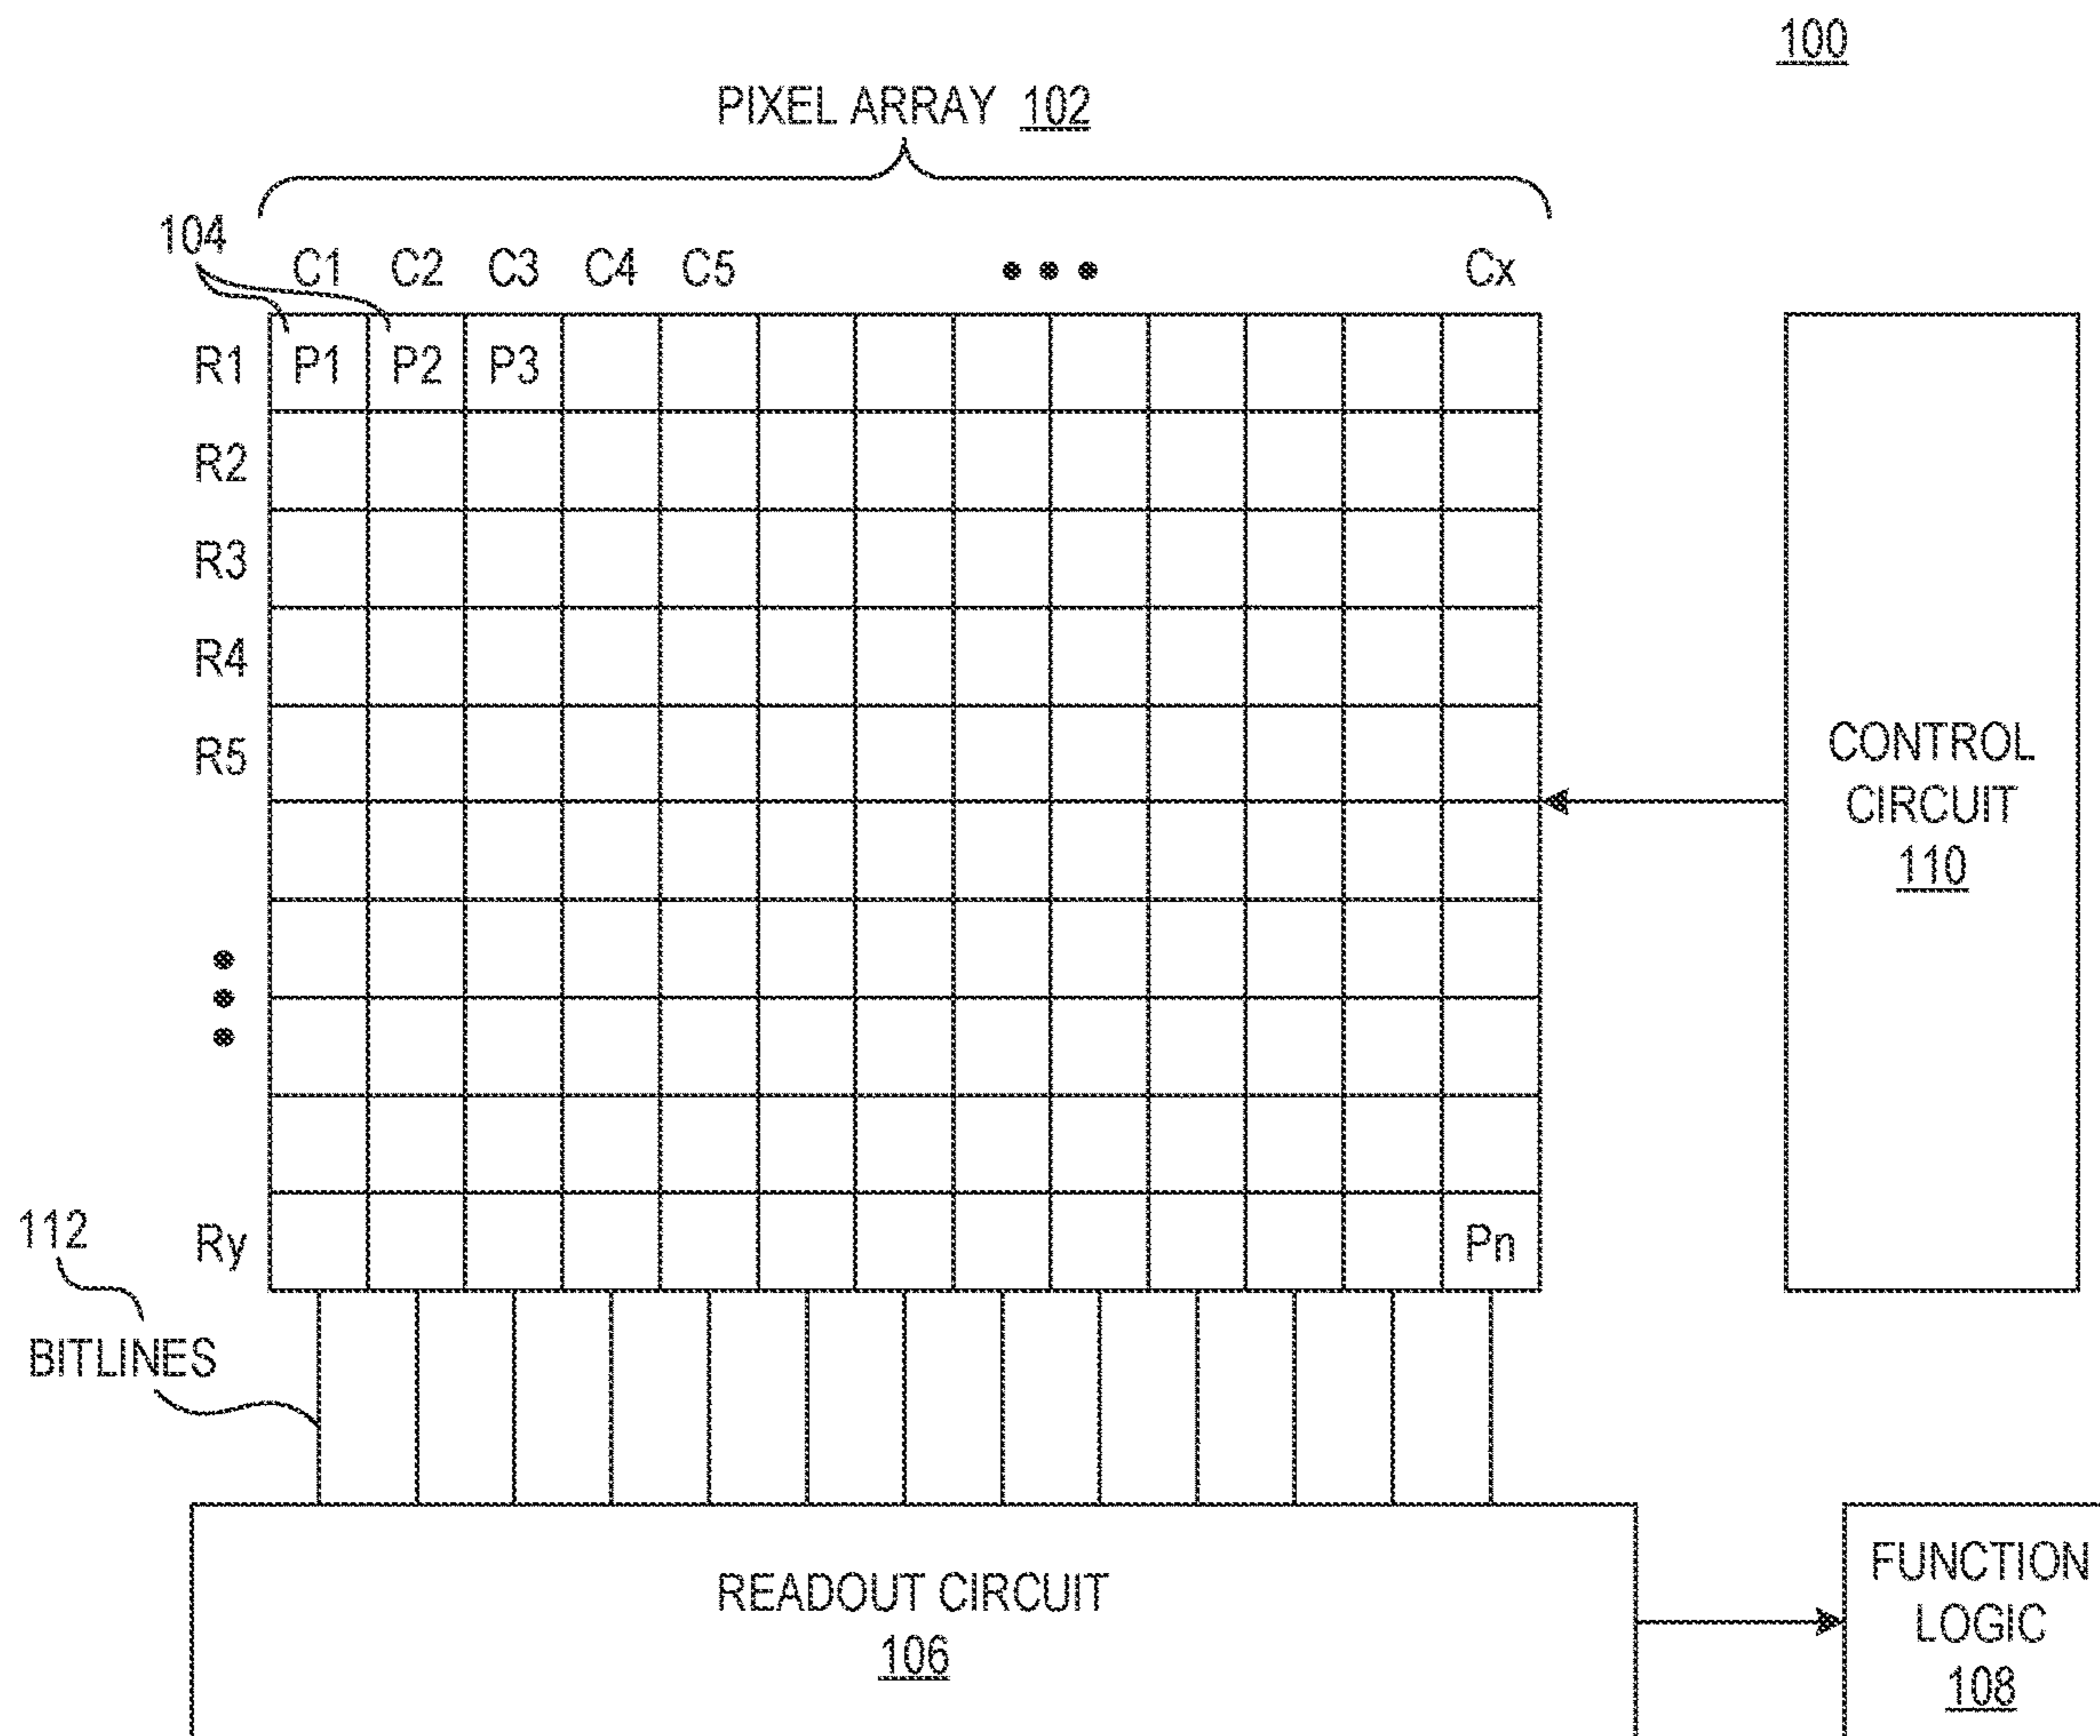 100
PIXEL ARRAY 102
104
C1 C2 C3 C4 C5 ••• Cx
R1 P1 P2 P3
R2
R3
R4
R5
CONTROL
CIRCUIT
110
Ry Pn
112
BITLINES
READOUT CIRCUIT
106
FUNCTION
LOGIC
108